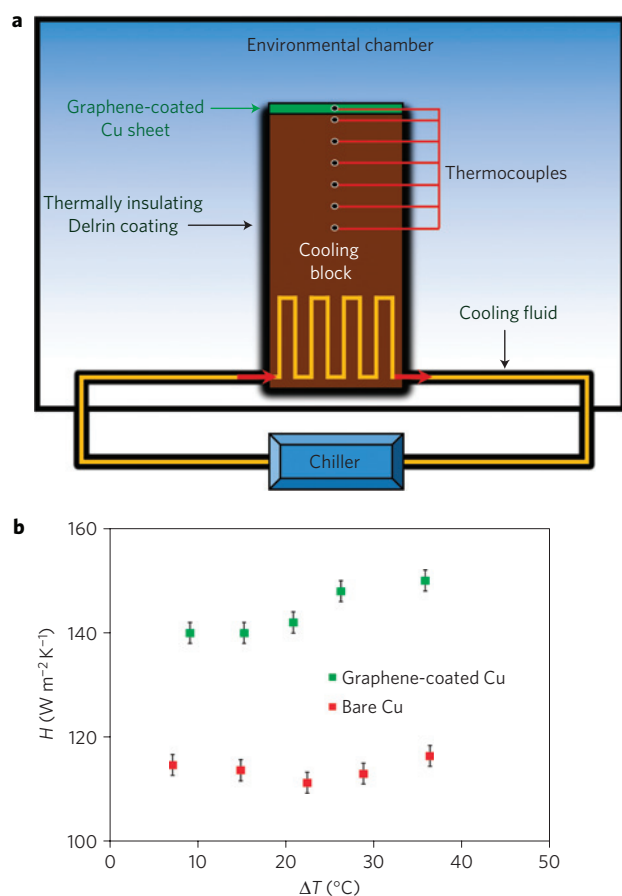 a
Environmental chamber
Graphene-coated
Cu sheet
Thermocouples
Thermally insulating
Delrin coating
Cooling
block
Cooling fluid
Chiller
b
160
140
120
100
H (W m⁻² K⁻¹)
Graphene-coated Cu
Bare Cu
0
10
20
30
40
50
ΔT (°C)